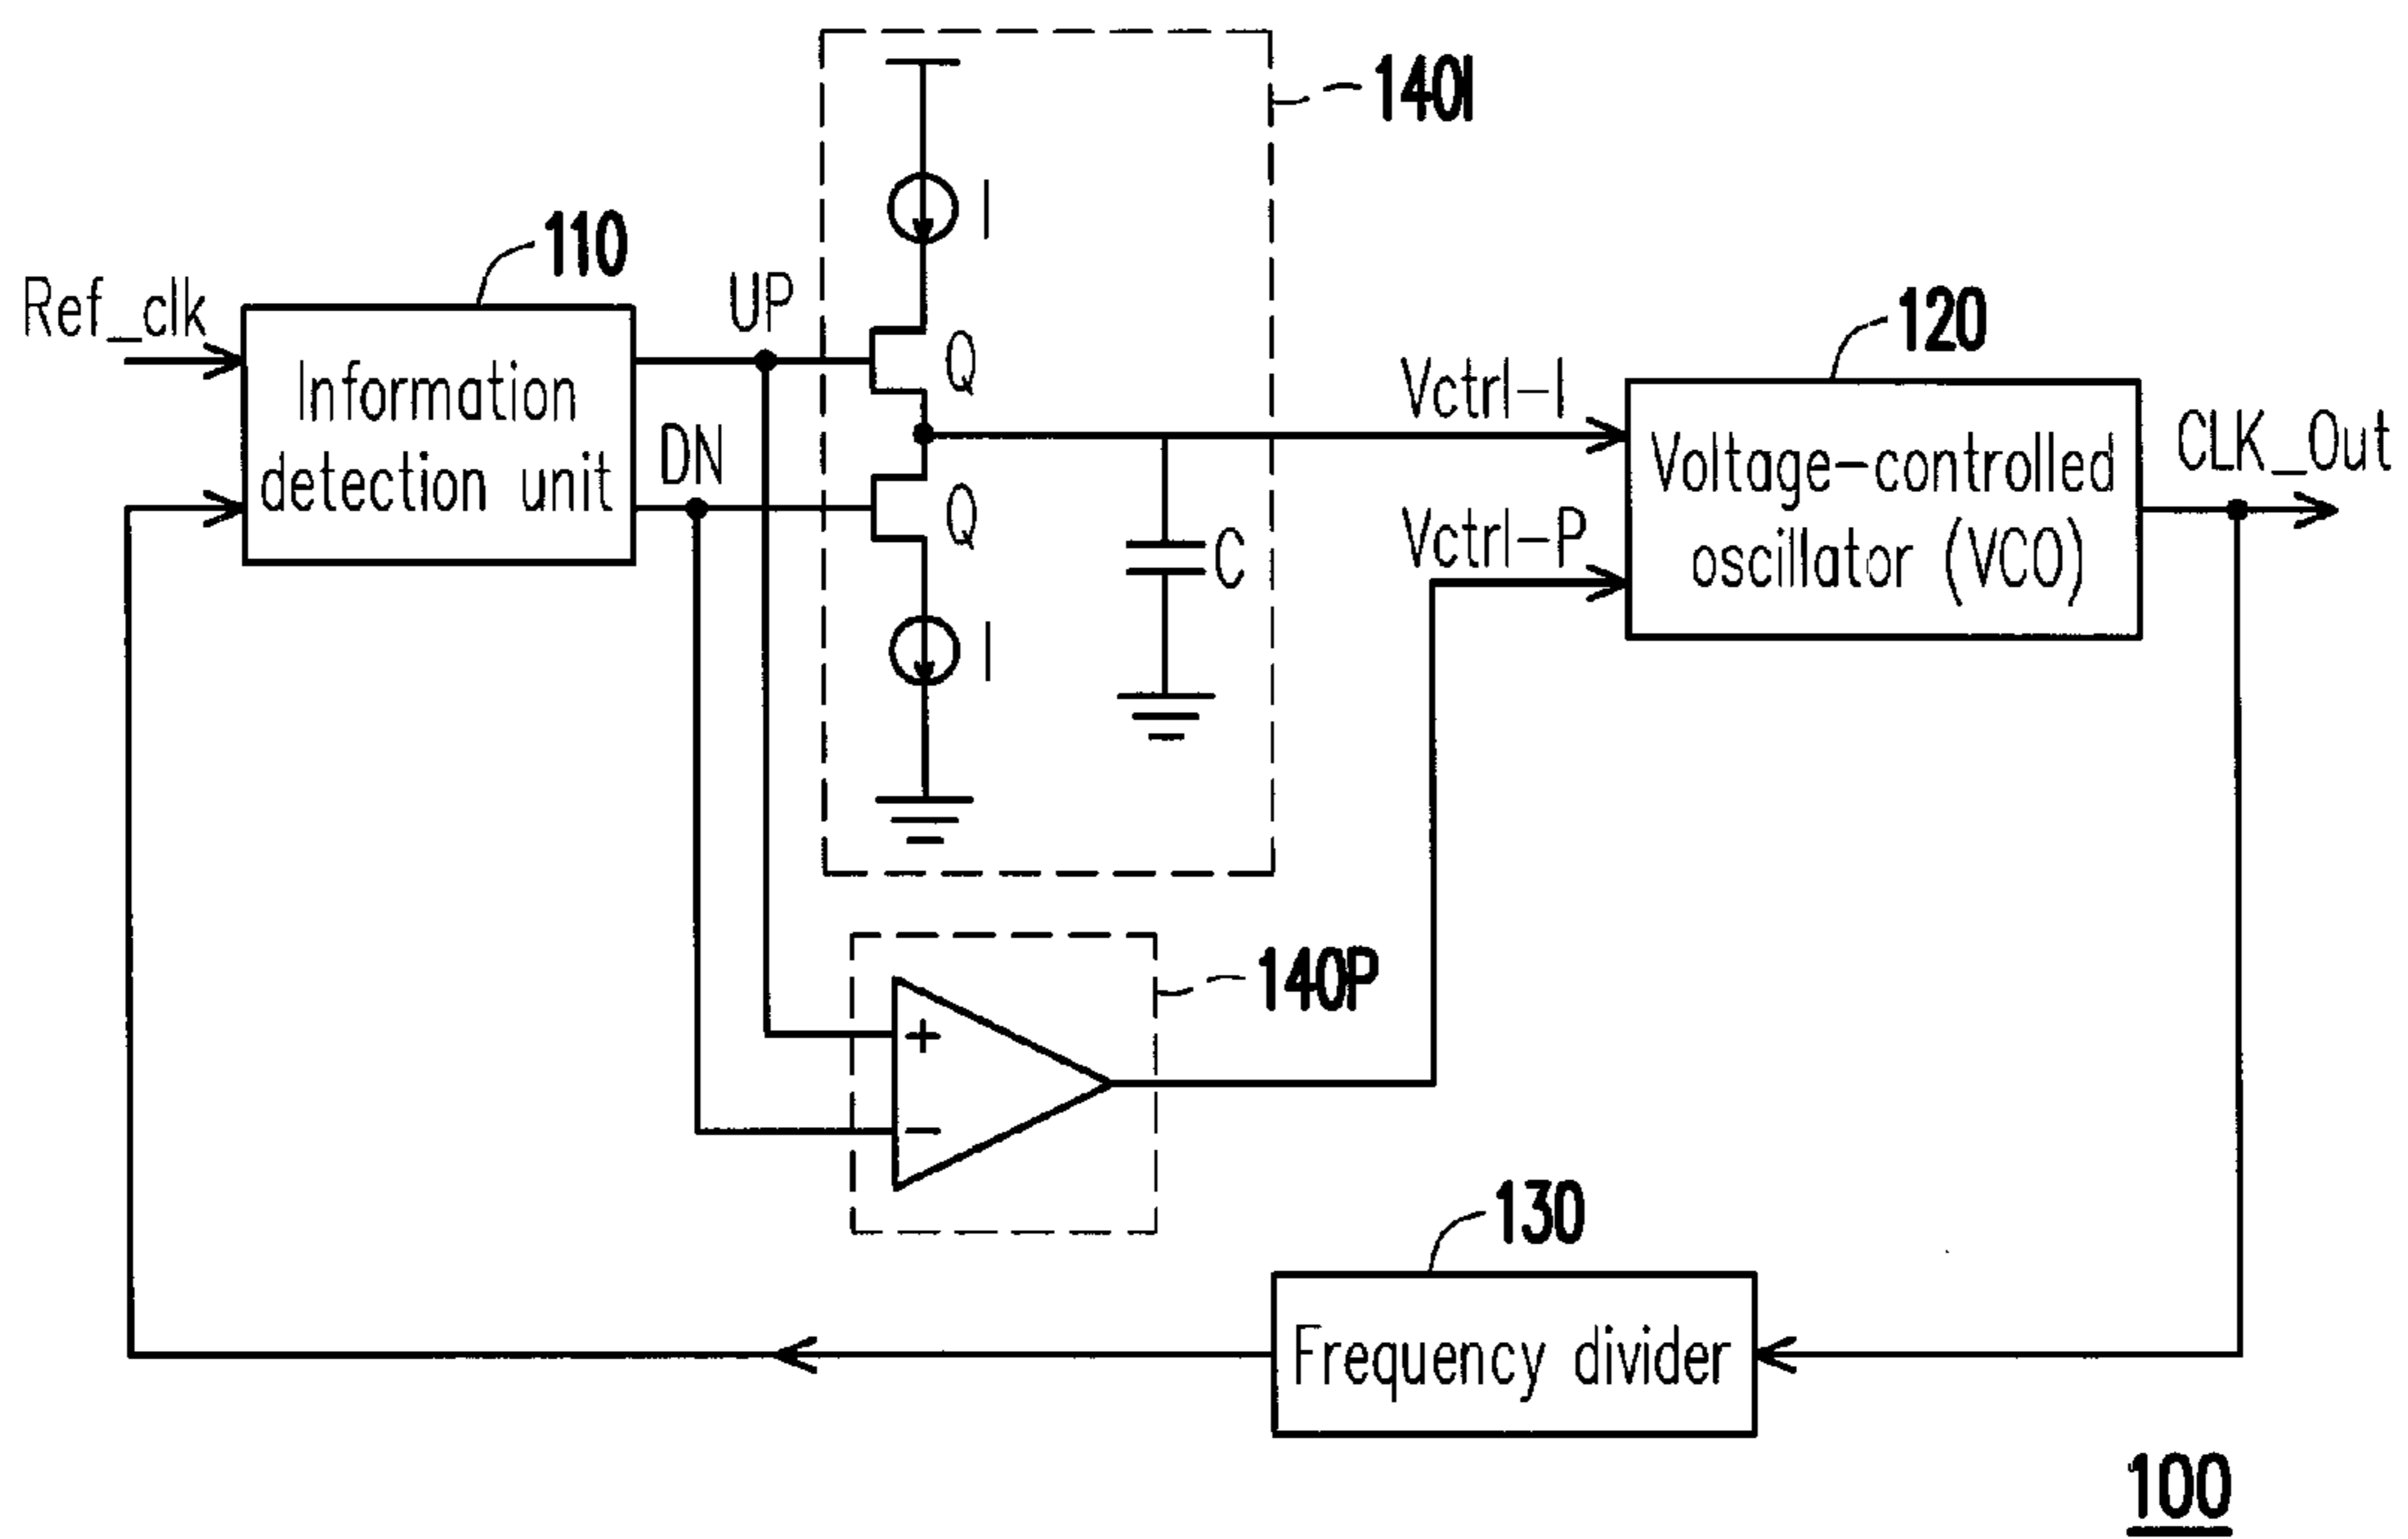 140I
110
Ref_clk
UP
I
Information
detection unit
Q
DN
Q
Vctrl-I
120
Voltage-controlled
oscillator (VCO)
CLK_Out
Vctrl-P
C
I
140P
+
−
130
Frequency divider
100